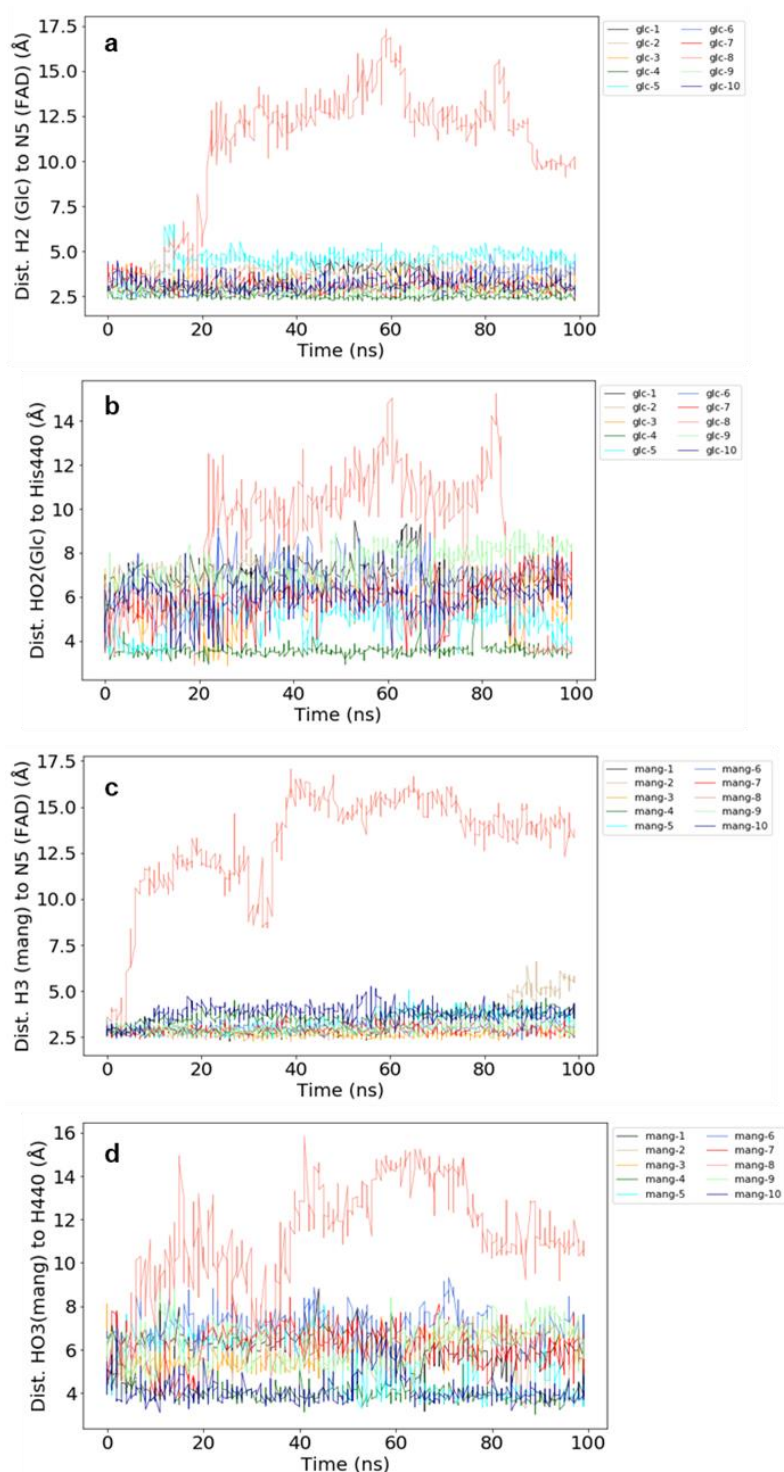 a
17.5
15.0
12.5
10.0
7.5
5.0
2.5
Dist. H2 (Glc) to N5 (FAD) (Å)
0 20 40 60 80 100
Time (ns)
glc-1 glc-6
glc-2 glc-7
glc-3 glc-8
glc-4 glc-9
glc-5 glc-10
b
14
12
10
8
6
4
Dist. HO2(Glc) to His440 (Å)
0 20 40 60 80 100
Time (ns)
glc-1 glc-6
glc-2 glc-7
glc-3 glc-8
glc-4 glc-9
glc-5 glc-10
c
17.5
15.0
12.5
10.0
7.5
5.0
2.5
Dist. H3 (mang) to N5 (FAD) (Å)
0 20 40 60 80 100
Time (ns)
mang-1 mang-6
mang-2 mang-7
mang-3 mang-8
mang-4 mang-9
mang-5 mang-10
d
16
14
12
10
8
6
4
Dist. HO3(mang) to H440 (Å)
0 20 40 60 80 100
Time (ns)
mang-1 mang-6
mang-2 mang-7
mang-3 mang-8
mang-4 mang-9
mang-5 mang-10